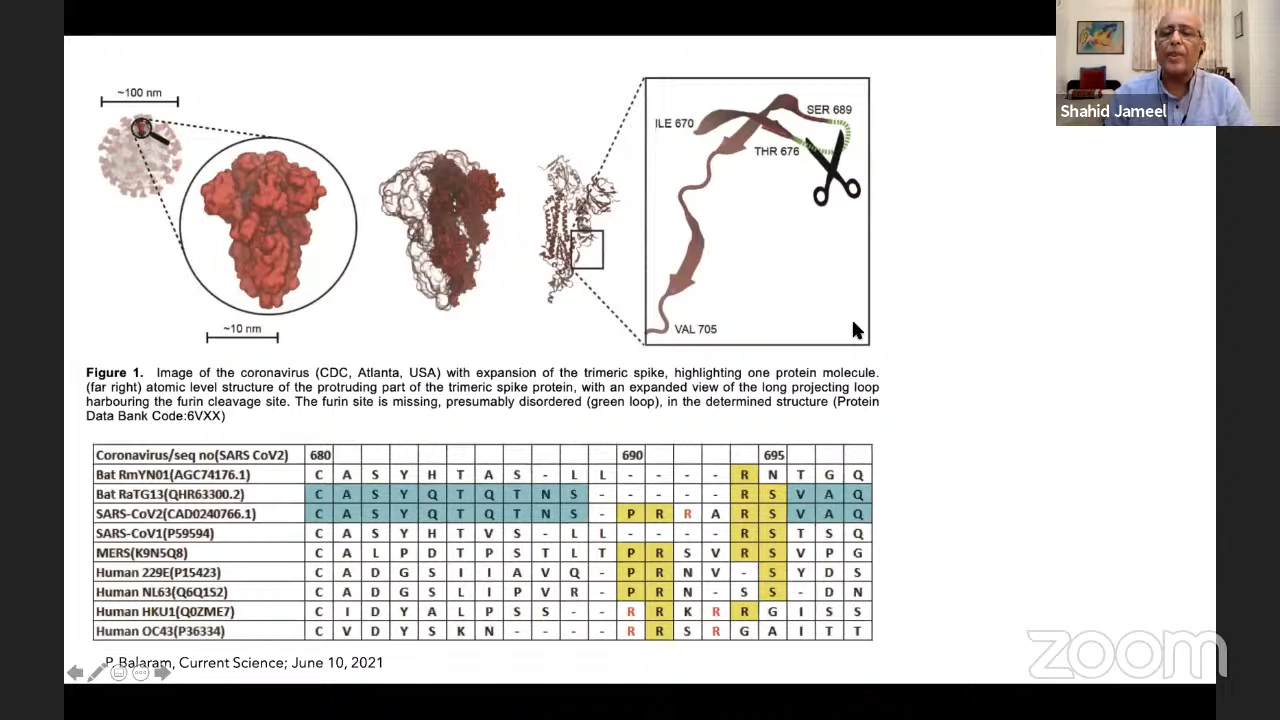 ~100 nm
SER 689
ILE 670
THR 676
~10 nm
VAL 705
Shahid Jameel
Figure 1. Image of the coronavirus (CDC, Atlanta, USA) with expansion of the trimeric spike, highlighting one protein molecule.
(far right) atomic level structure of the protruding part of the trimeric spike protein, with an expanded view of the long projecting loop
harbouring the furin cleavage site. The furin site is missing, presumably disordered (green loop), in the determined structure (Protein
Data Bank Code:6VXX)
Coronavirus/seq no(SARS CoV2) 680 690 695
Bat RmYN01(AGC74176.1) C A S Y H T A S - L L - - - - R N T G Q
Bat RaTG13(QHR63300.2) C A S Y Q T Q T N S - - - - - R S V A Q
SARS-CoV2(CAD0240766.1) C A S Y Q T Q T N S - P R R A R S V A Q
SARS-CoV1(P59594) C A S Y H T V S - L L - - - - R S T S Q
MERS(K9N5Q8) C A L P D T P S T L T P R S V R S V P G
Human 229E(P15423) C A D G S I I A V Q - P R N V - S Y D S
Human NL63(Q6Q1S2) C A D G S L I P V R - P R N - S S - D N
Human HKU1(Q0ZME7) C I D Y A L P S S - - R R K R R G I S S
Human OC43(P36334) C V D Y S K N - - - - R R S R G A I T T
P Balaram, Current Science; June 10, 2021
zoom